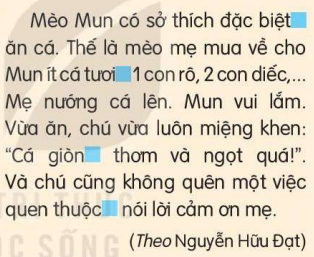 Mèo Mun có sở thích đặc biệt
ăn cá. Thế là mèo mẹ mua về cho
Mun ít cá tươi 1 con rô, 2 con diếc,...
Mẹ nướng cá lên. Mun vui lắm.
Vừa ăn, chú vừa luôn miệng khen:
“Cá giòn thơm và ngọt quá!”.
Và chú cũng không quên một việc
quen thuộc nói lời cảm ơn mẹ.
(Theo Nguyễn Hữu Đạt)